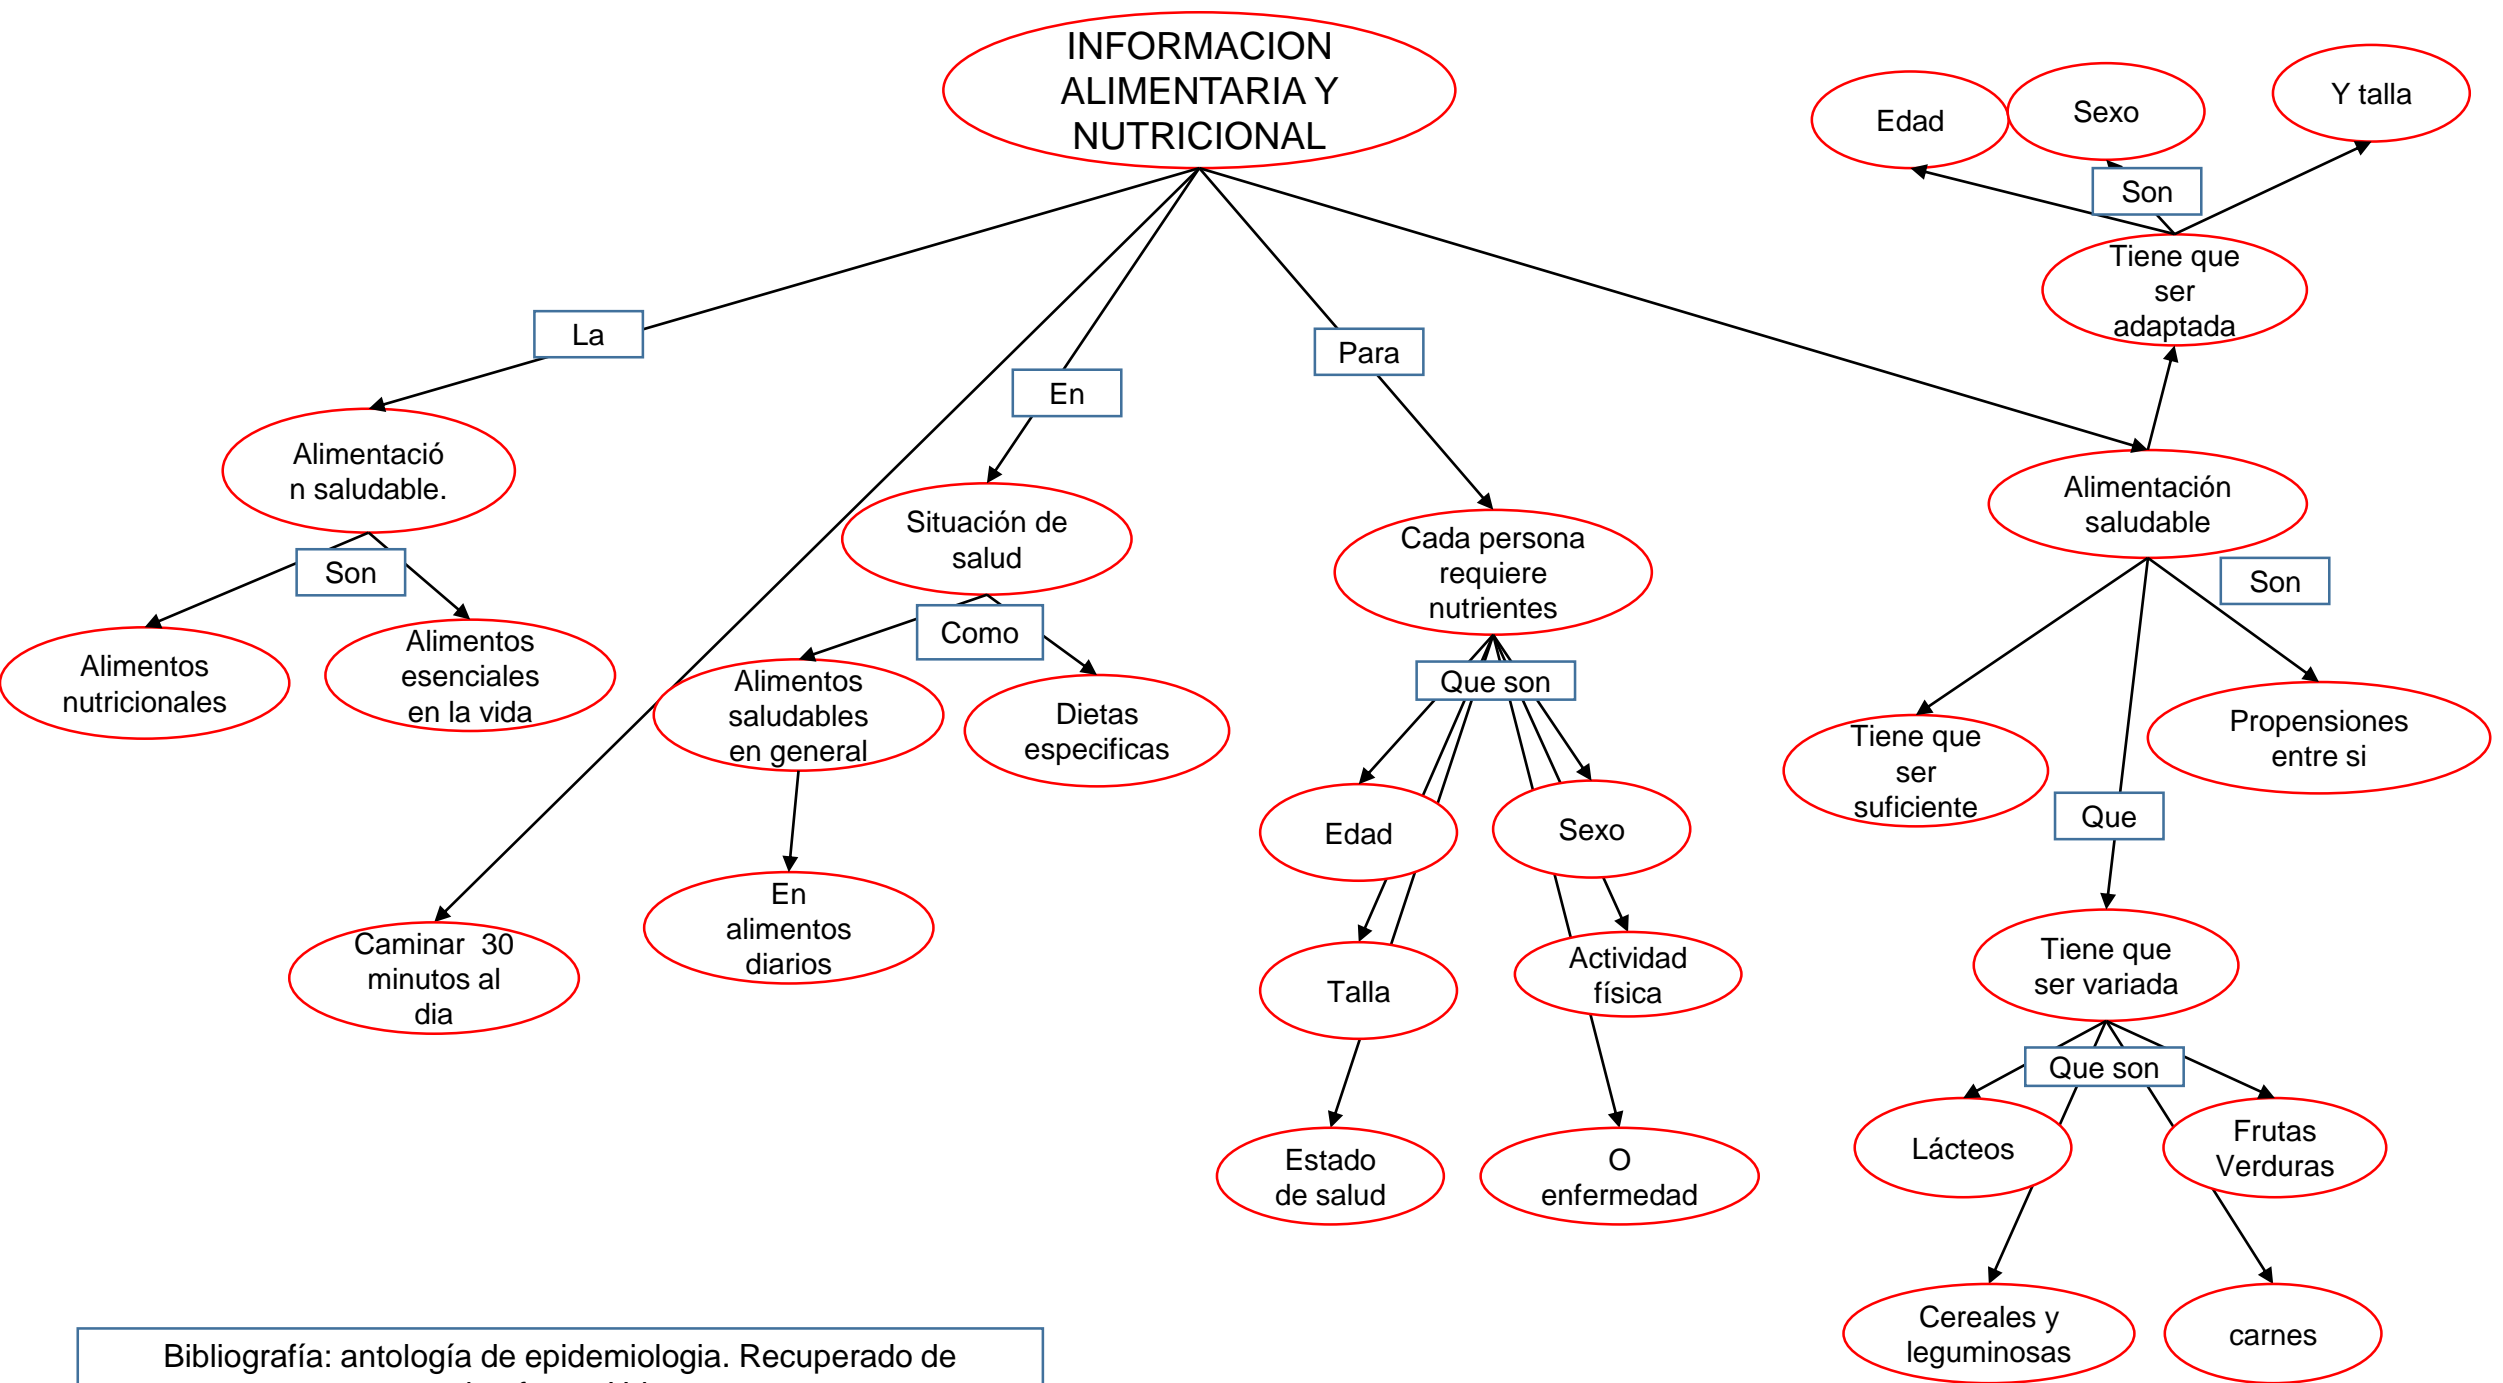 INFORMACION
ALIMENTARIA Y
NUTRICIONAL
Edad
Sexo
Y talla
Son
Tiene que
ser
adaptada
La
En
Para
Alimentació
n saludable.
Son
Alimentos
nutricionales
Alimentos
esenciales
en la vida
Situación de
salud
Como
Alimentos
saludables
en general
Dietas
especificas
En
alimentos
diarios
Caminar  30
minutos al
dia
Cada persona
requiere
nutrientes
Que son
Edad
Sexo
Talla
Actividad
física
Estado
de salud
O
enfermedad
Alimentación
saludable
Son
Tiene que
ser
suficiente
Propensiones
entre si
Que
Tiene que
ser variada
Que son
Lácteos
Frutas
Verduras
Cereales y
leguminosas
carnes
Bibliografía: antología de epidemiologia. Recuperado de